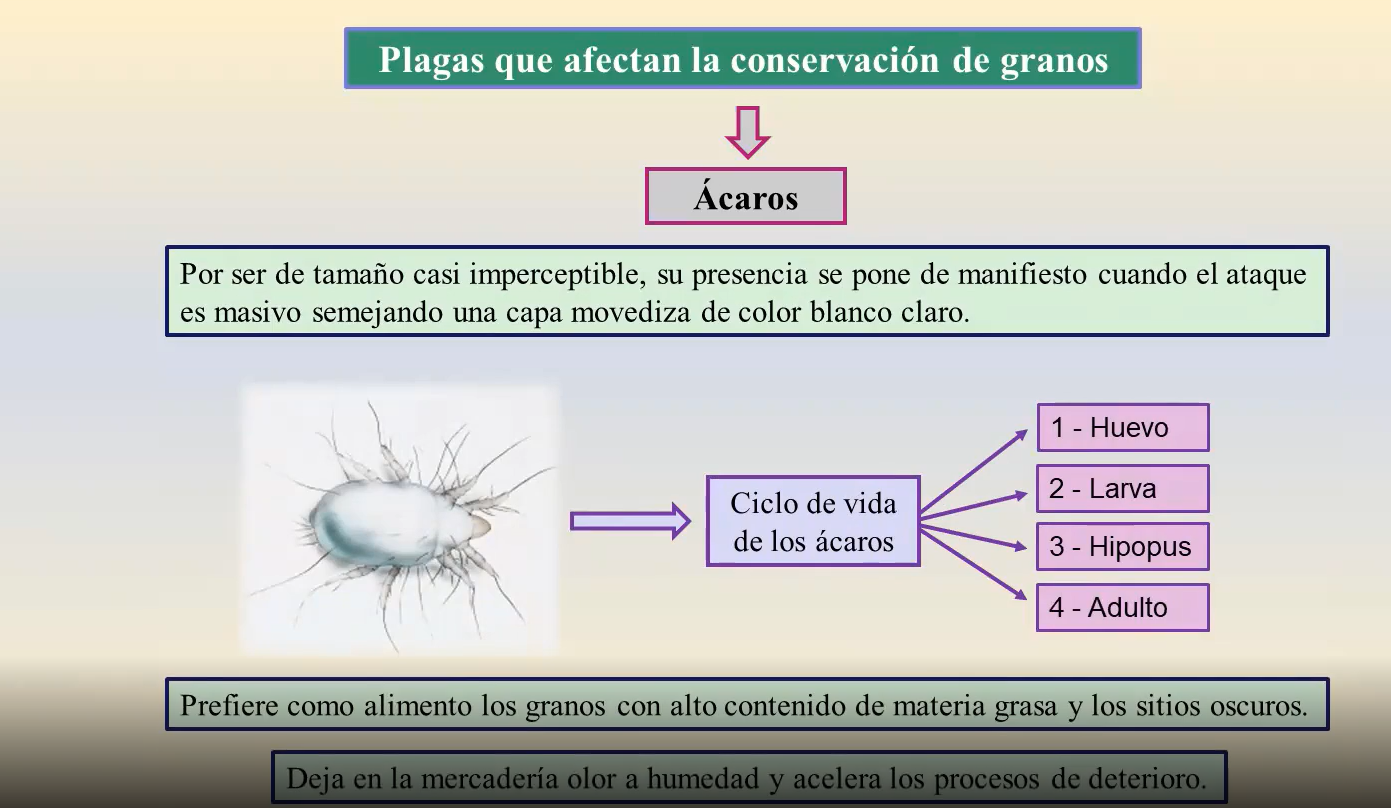 Plagas que afectan la conservación de granos
Ácaros
Por ser de tamaño casi imperceptible, su presencia se pone de manifiesto cuando el ataque
es masivo semejando una capa movediza de color blanco claro.
Ciclo de vida
de los ácaros
1 - Huevo
2 - Larva
3 - Hipopus
4 - Adulto
Prefiere como alimento los granos con alto contenido de materia grasa y los sitios oscuros.
Deja en la mercadería olor a humedad y acelera los procesos de deterioro.